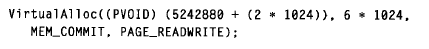 VirtualAlloc((PVOID) (5242880 + (2 * 1024)), 6 * 1024,
MEM_COMMIT, PAGE_READWRITE);